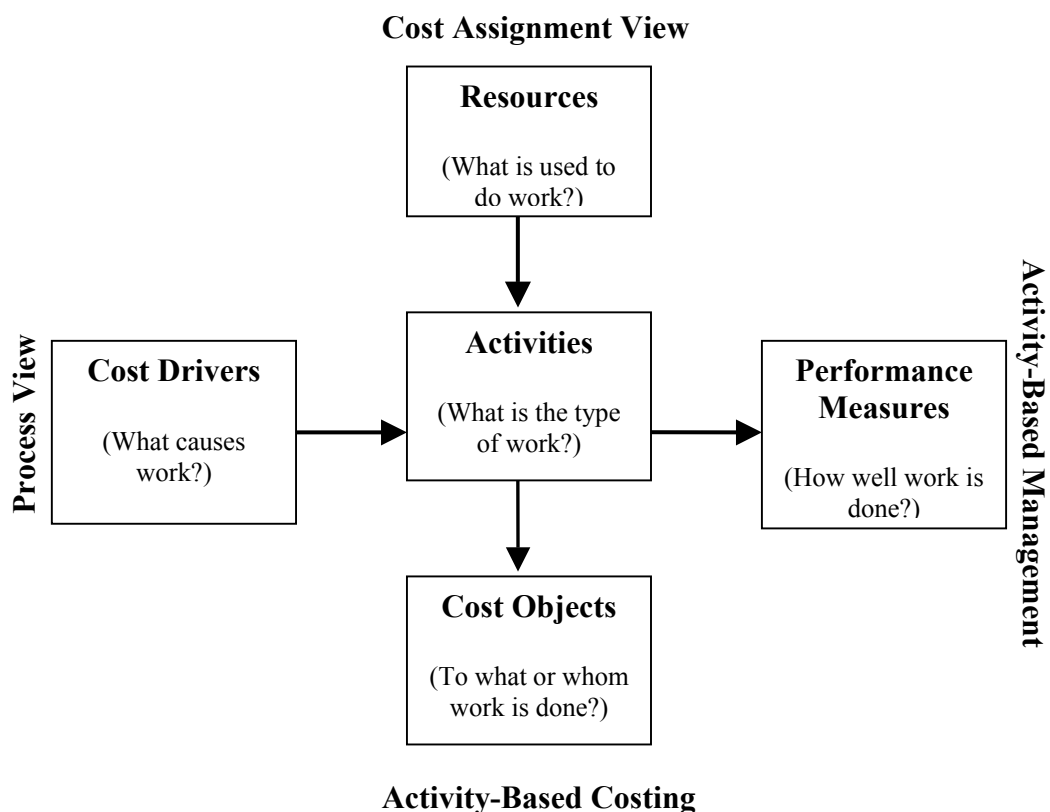 Cost Assignment View
Resources
(What is used to
do work?)
Process View
Cost Drivers
(What causes
work?)
Activities
(What is the type
of work?)
Performance
Measures
(How well work is
done?)
Activity-Based Management
Cost Objects
(To what or whom
work is done?)
Activity-Based Costing